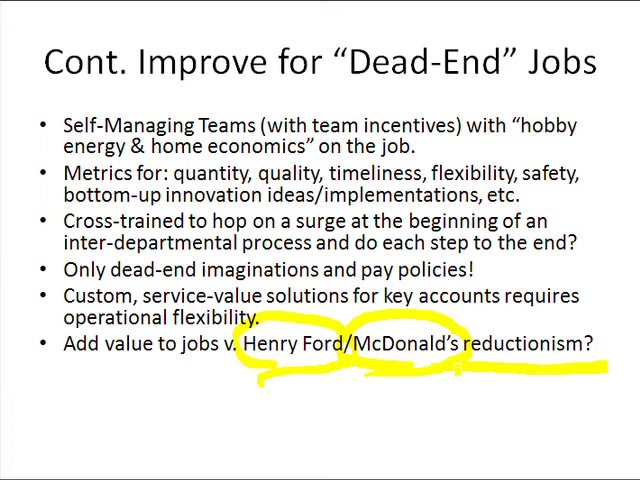 Cont. Improve for “Dead-End” Jobs
• Self-Managing Teams (with team incentives) with “hobby
energy & home economics” on the job.
• Metrics for: quantity, quality, timeliness, flexibility, safety,
bottom-up innovation ideas/implementations, etc.
• Cross-trained to hop on a surge at the beginning of an
inter-departmental process and do each step to the end?
• Only dead-end imaginations and pay policies!
• Custom, service-value solutions for key accounts requires
operational flexibility.
• Add value to jobs v. Henry Ford/McDonald’s reductionism?